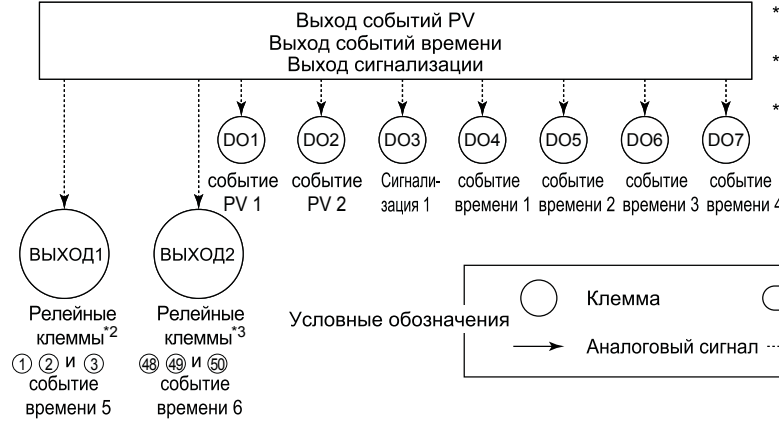 Выход событий PV
Выход событий времени
Выход сигнализации
*
*
*
DO1 DO2 DO3 DO4 DO5 DO6 DO7
событие PV 1
событие PV 2
Сигнали-
зация 1
событие
времени 1
событие
времени 2
событие
времени 3
событие
времени 4
ВЫХОД1
Релейные
клеммы*2
1 2 и 3
событие
времени 5
ВЫХОД2
Релейные
клеммы*3
48 49 и 50
событие
времени 6
Условные обозначения
Клемма
Аналоговый сигнал